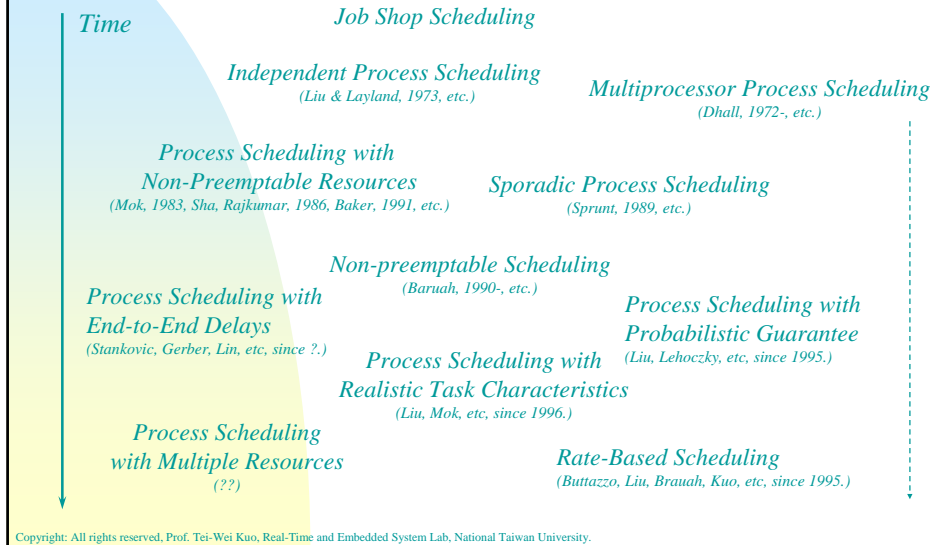 Time
Job Shop Scheduling
Independent Process Scheduling
(Liu & Layland, 1973, etc.)
Multiprocessor Process Scheduling
(Dhall, 1972-, etc.)
Process Scheduling with
Non-Preemptable Resources
(Mok, 1983, Sha, Rajkumar, 1986, Baker, 1991, etc.)
Sporadic Process Scheduling
(Sprunt, 1989, etc.)
Non-preemptable Scheduling
(Baruah, 1990-, etc.)
Process Scheduling with
End-to-End Delays
(Stankovic, Gerber, Lin, etc, since ?.)
Process Scheduling with
Probabilistic Guarantee
(Liu, Lehoczky, etc, since 1995.)
Process Scheduling with
Realistic Task Characteristics
(Liu, Mok, etc, since 1996.)
Process Scheduling
with Multiple Resources
(??)
Rate-Based Scheduling
(Buttazzo, Liu, Brauah, Kuo, etc, since 1995.)
Copyright: All rights reserved, Prof. Tei-Wei Kuo, Real-Time and Embedded System Lab, National Taiwan University.